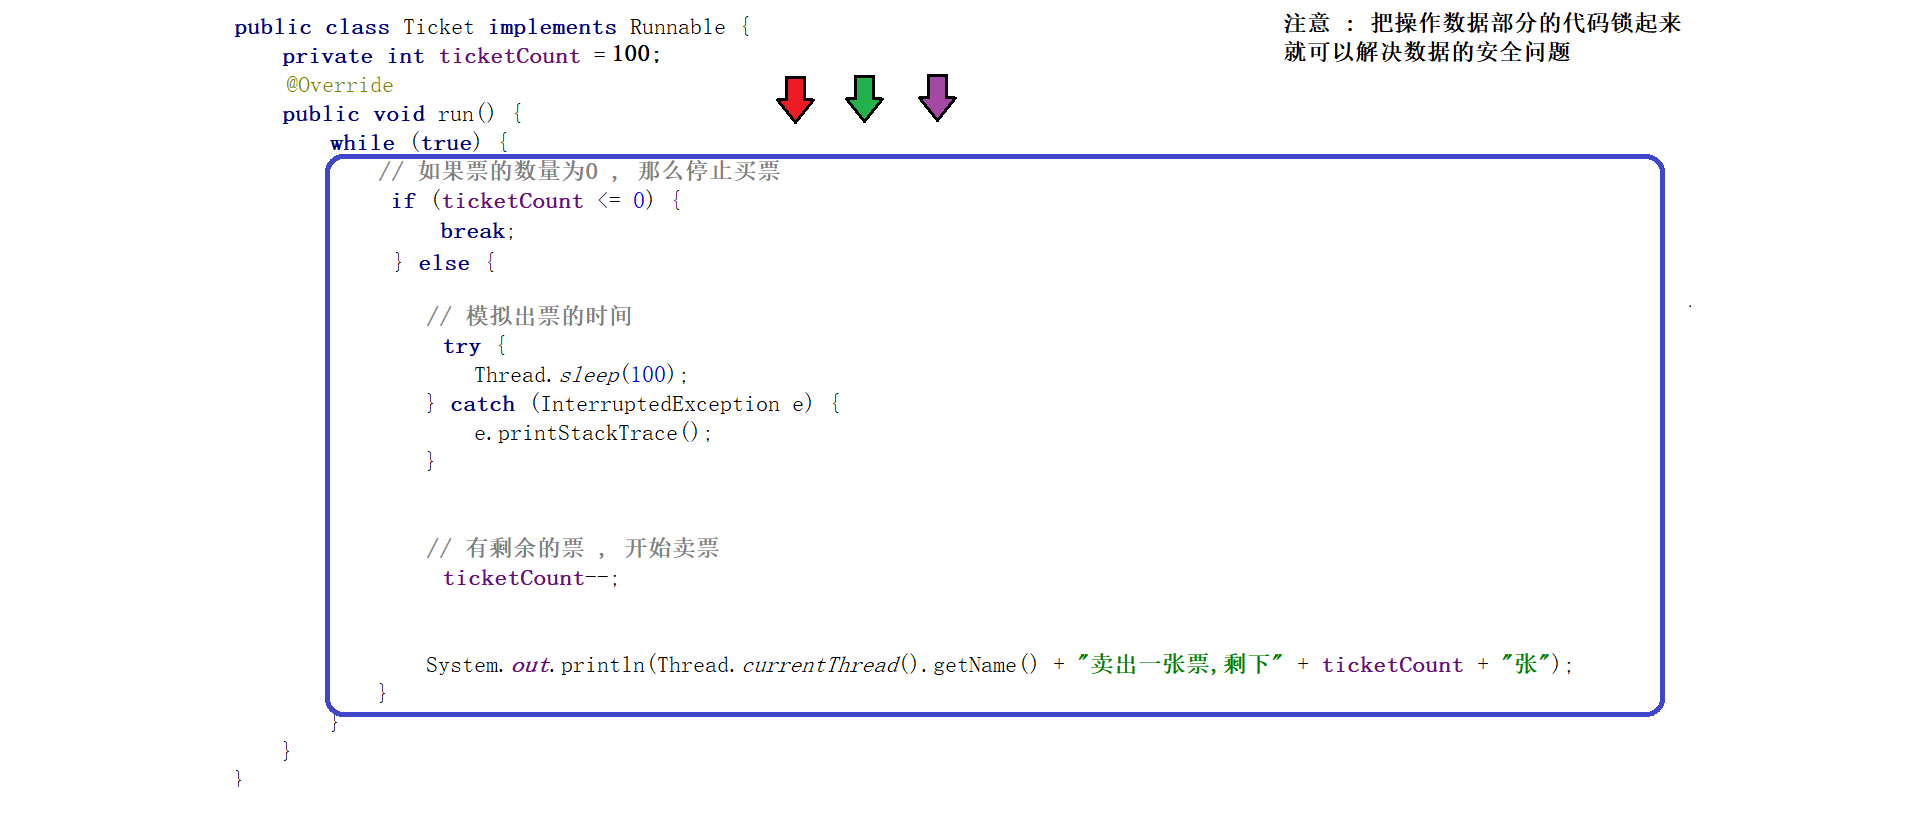 public class Ticket implements Runnable {
private int ticketCount = 100;
@Override
public void run() {
while (true) {
// 如果票的数量为0 , 那么停止买票
if (ticketCount <= 0) {
break;
} else {
// 模拟出票的时间
try {
Thread.sleep(100);
} catch (InterruptedException e) {
e.printStackTrace();
}
// 有剩余的票 , 开始卖票
ticketCount--;
System.out.println(Thread.currentThread().getName() + "卖出一张票,剩下" + ticketCount + "张");
}
}
}
}
注意 : 把操作数据部分的代码锁起来
就可以解决数据的安全问题